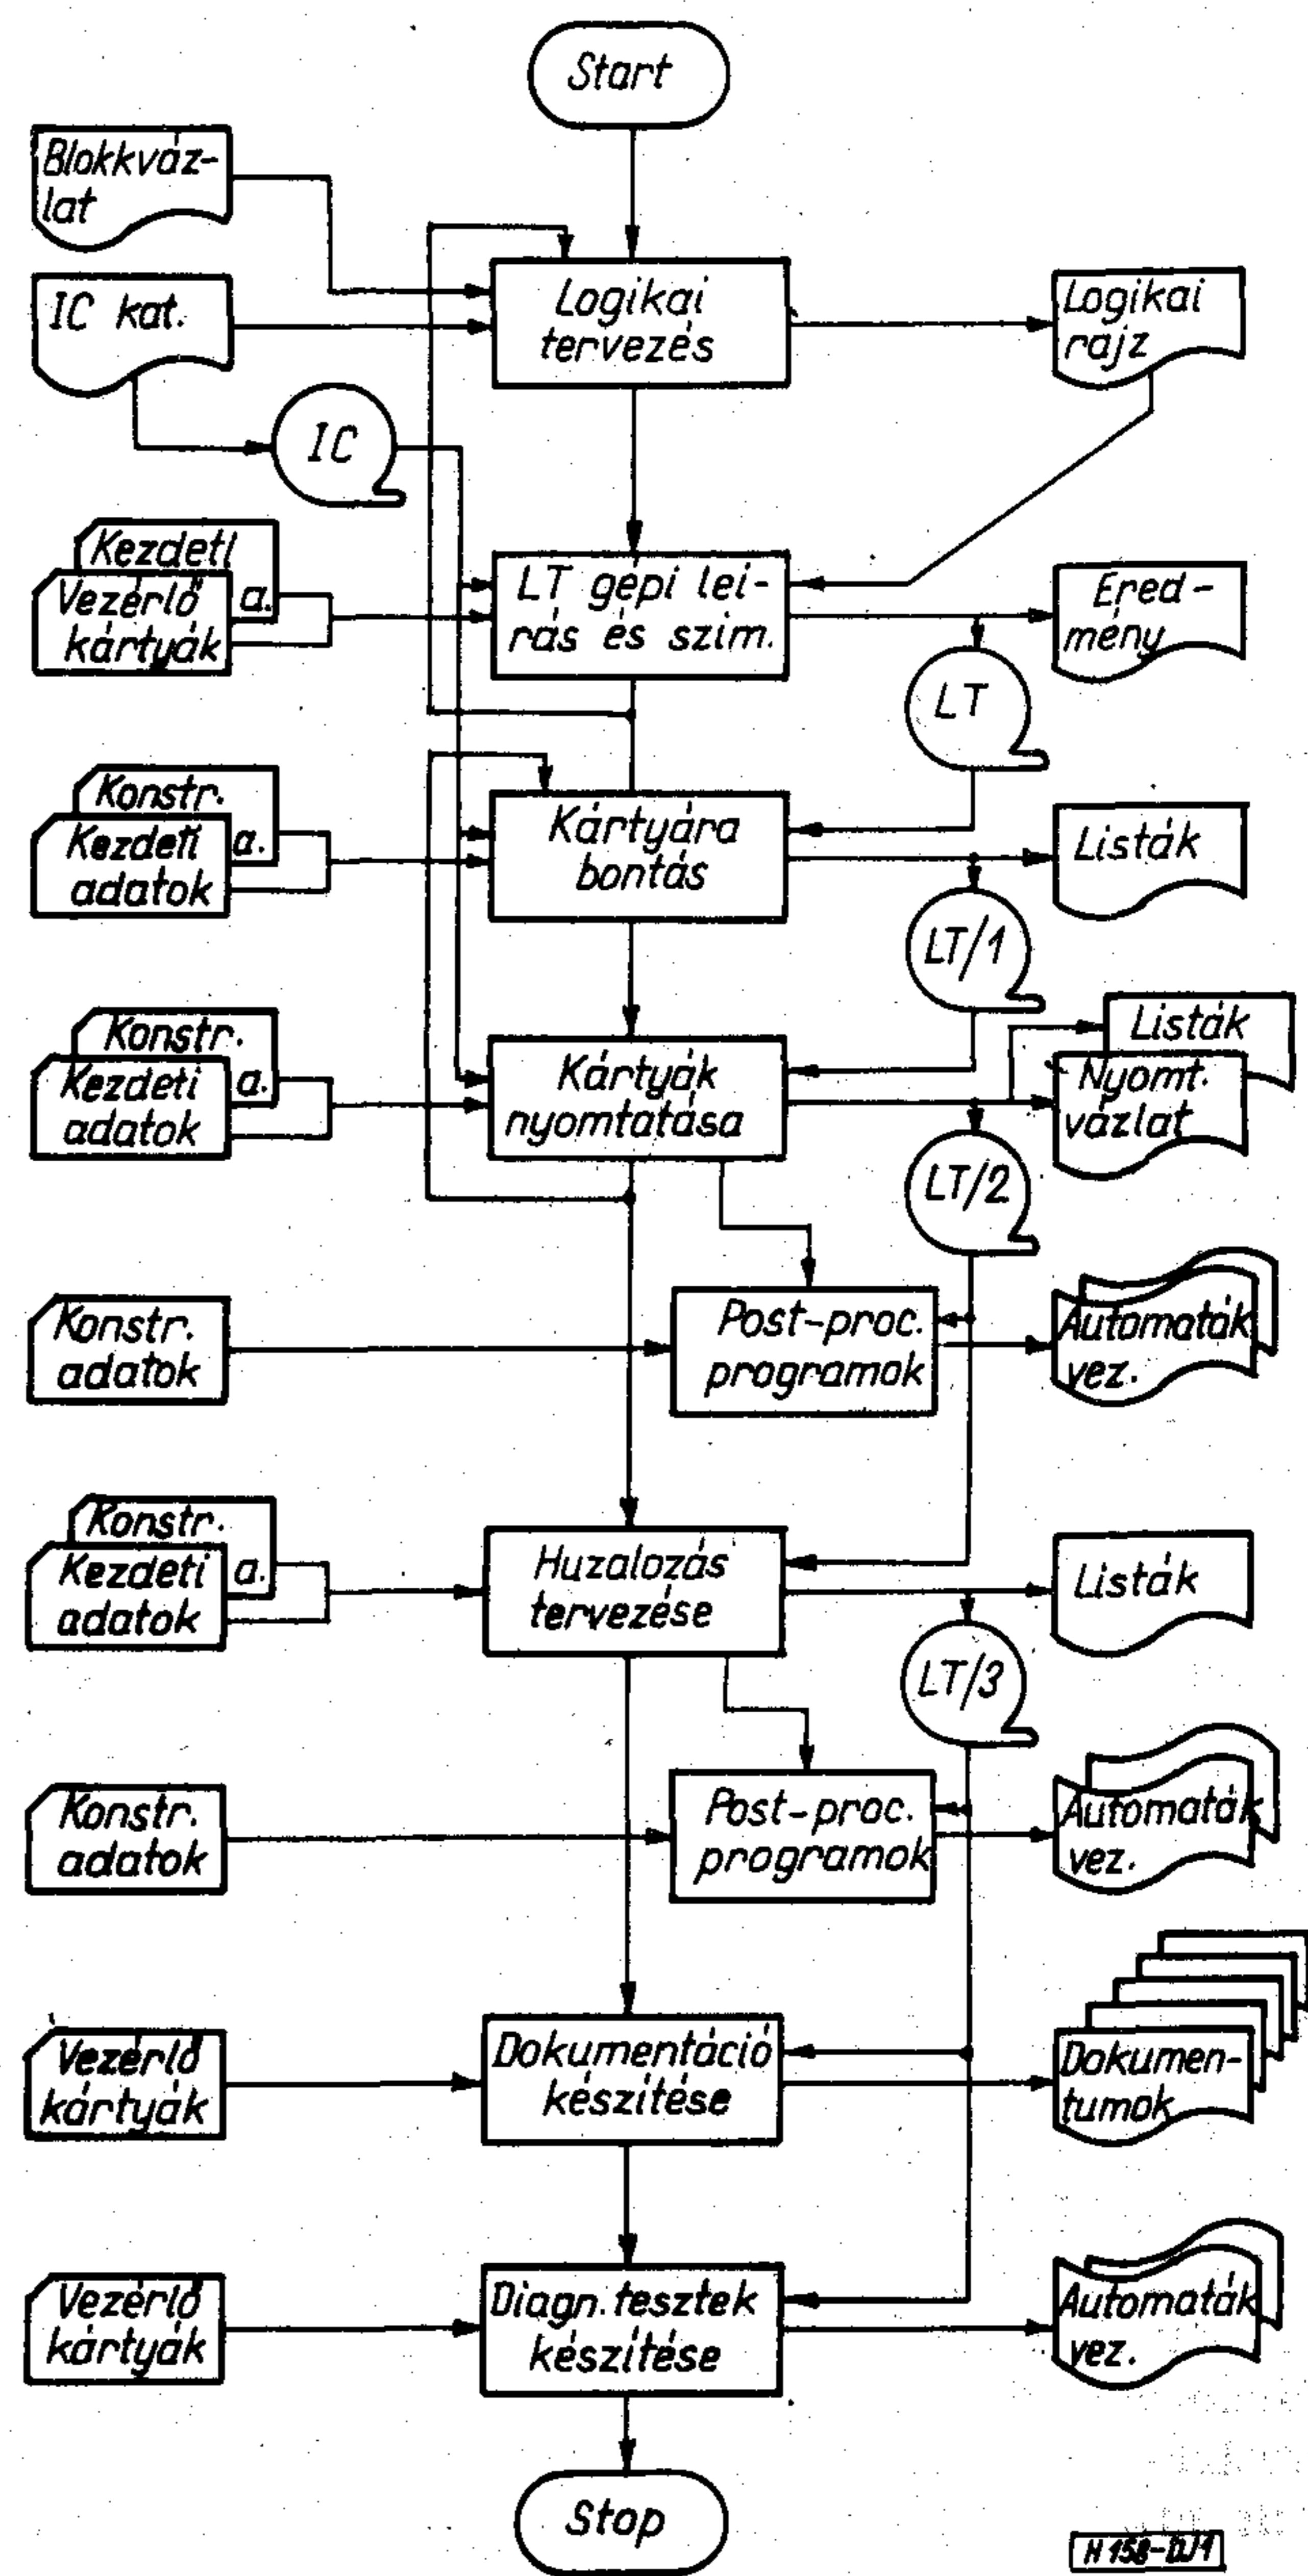 Start
Blokkváz-
lat
IC kat.
Logikai
tervezés
Logikai
rajz
IC
Kezdeti
a.
Vezérlő
kártyák
LT gépi lei-
rás és szim.
Ered-
mény
LT
Konstr.
a.
Kezdeti
adatok
Kártyára
bontás
Listák
LT/1
Konstr.
a.
Kezdeti
adatok
Kártyák
nyomtatása
Listák
Nyomt.
vázlat
LT/2
Konstr.
adatok
Post-proc.
programok
Automaták
vez.
Konstr.
a.
Kezdeti
adatok
Huzalozás
tervezése
Listák
LT/3
Konstr.
adatok
Post-proc.
programok
Automaták
vez.
Vezérlő
kártyák
Dokumentáció
készítése
Dokumen-
tumok
Vezérlő
kártyák
Diagn. tesztek
készítése
Automaták
vez.
Stop
H 158-DJ1